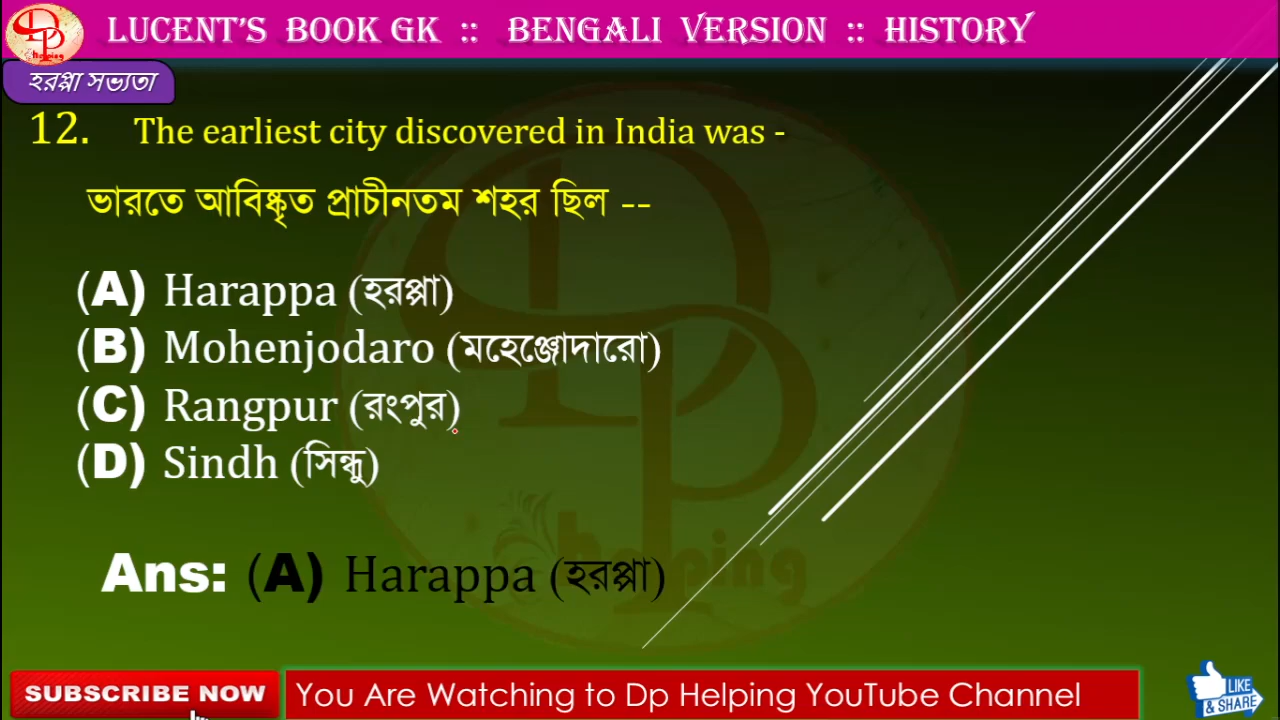 LUCENT'S BOOK GK :: BENGALI VERSION :: HISTORY
হরপ্পা সভ্যতা
12. The earliest city discovered in India was -
ভারতে আবিষ্কৃত প্রাচীনতম শহর ছিল --
(A) Harappa (হরপ্পা)
(B) Mohenjodaro (মহেঞ্জোদারো)
(C) Rangpur (রংপুর)
(D) Sindh (সিন্ধু)
Ans: (A) Harappa (হরপ্পা)
helping
SUBSCRIBE NOW
You Are Watching to Dp Helping YouTube Channel
LIKE
& SHARE